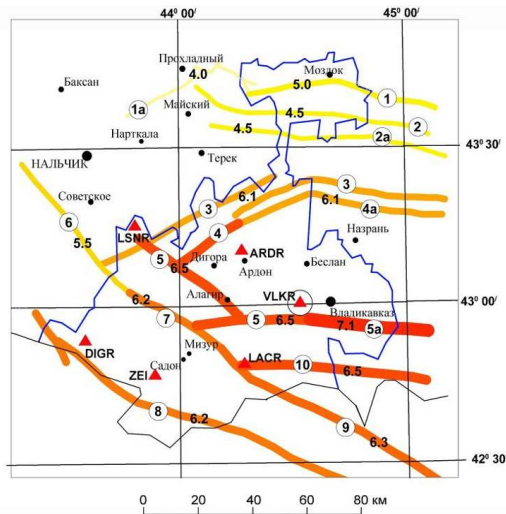 44⁰ 00'
45⁰ 00'
Прохладный
4.0
Моздок
Баксан
5.0
1
1а
Майский
4.5
2
4.5
2а
Нарткала
43⁰ 30'
НАЛЬЧИК
Терек
3
6.1
Советское
6.1
4а
6
3
4
LSNR
Назрань
5.5
5
ARDR
Дигора
6.5
Ардон
Беслан
6.2
Алагир
VLKR
43⁰ 00'
Владикавказ
7
5
6.5
7.1
5а
DIGR
Мизур
LACR
ZEI
Садон
10
6.5
8
6.2
9
6.3
42⁰ 30'
0 20 40 60 80 км